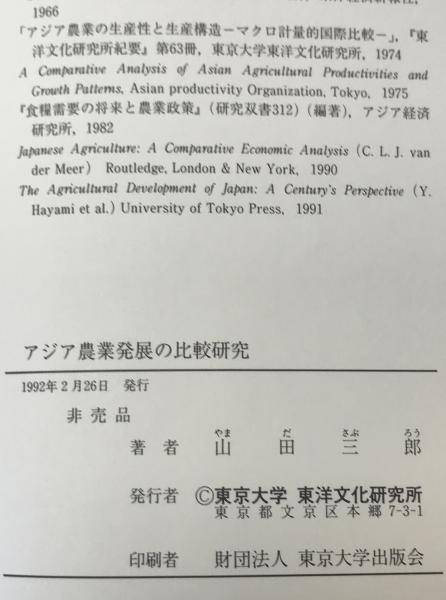 1966
「アジア農業の生産性と生産構造－マクロ計量的国際比較－」,『東
洋文化研究所紀要』第63冊，東京大学東洋文化研究所，1974
A Comparative Analysis of Asian Agricultural Productivities and
Growth Patterns, Asian productivity Organization, Tokyo, 1975
『食糧需要の将来と農業政策』(研究双書312)（編著），アジア経済
研究所，1982
Japanese Agriculture: A Comparative Economic Analysis (C. L. J. van
der Meer) Routledge, London & New York, 1990
The Agricultural Development of Japan: A Century's Perspective (Y.
Hayami et al.) University of Tokyo Press, 1991
アジア農業発展の比較研究
1992年2月26日 発行
非売品
やま だ さぶ ろう
著者 山田三郎
発行者 ©東京大学 東洋文化研究所
東京都文京区本郷7-3-1
印刷者 財団法人 東京大学出版会